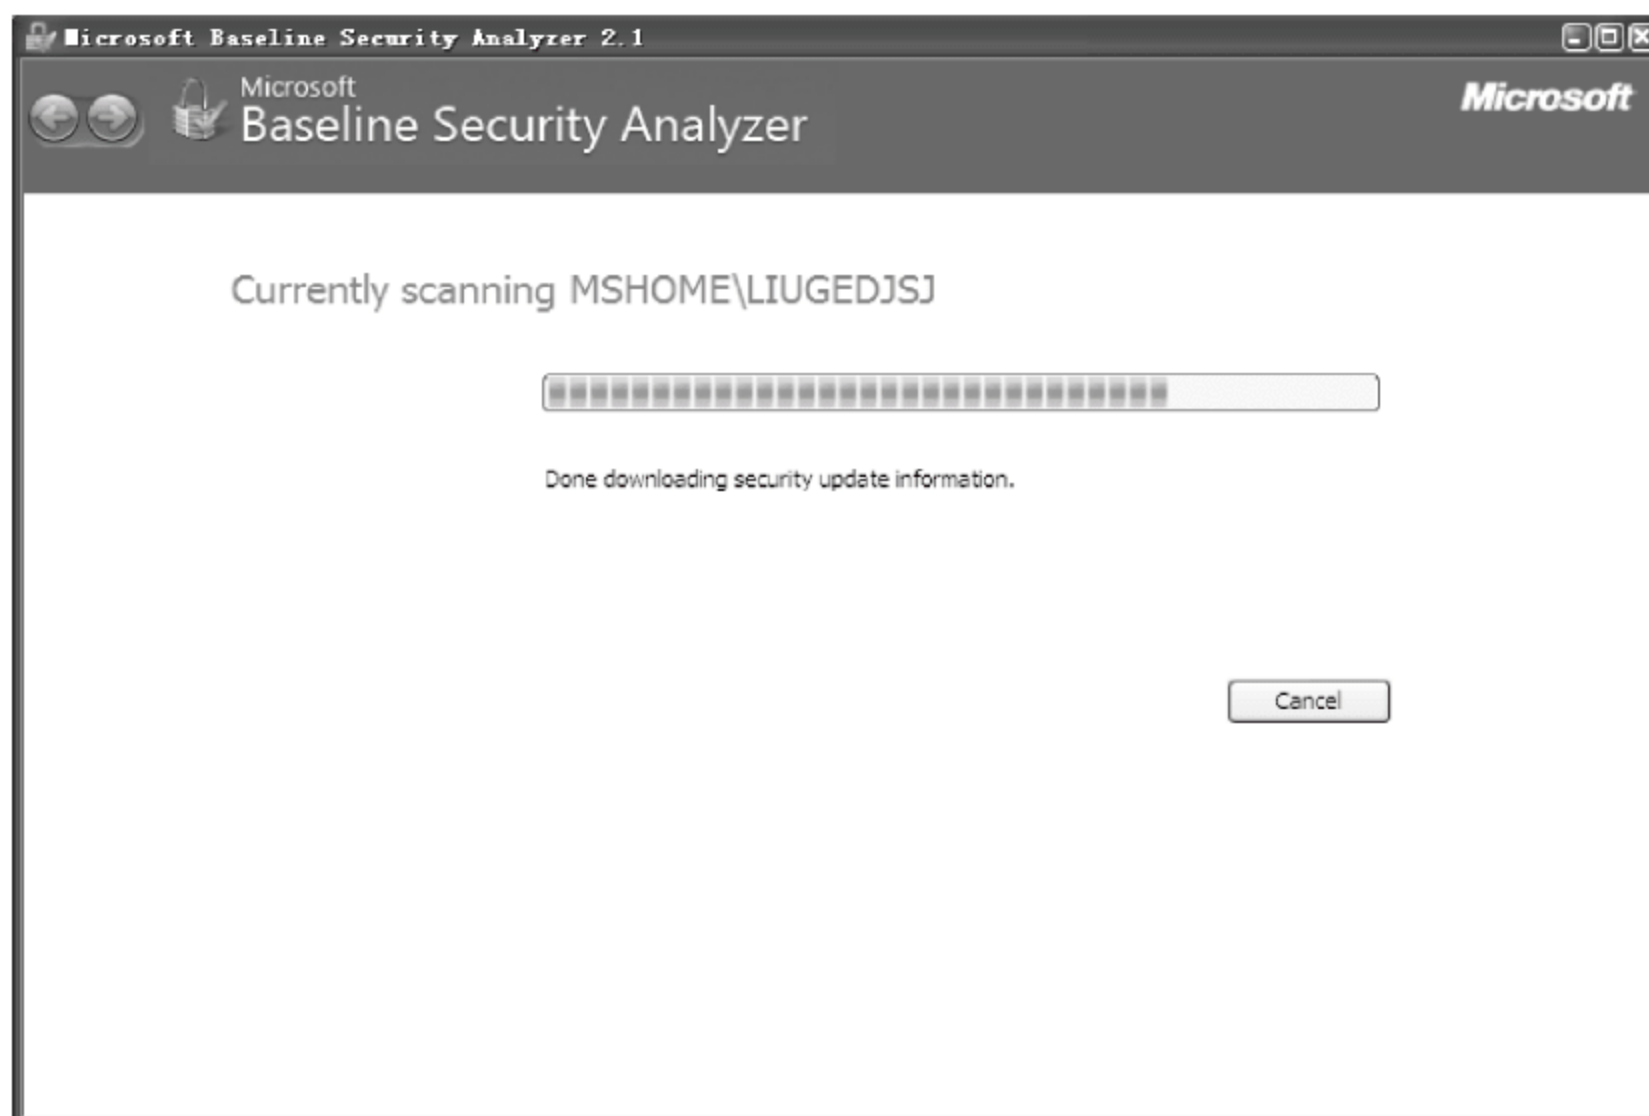 Microsoft Baseline Security Analyzer 2.1
Microsoft
Baseline Security Analyzer
Microsoft
Currently scanning MSHOME\LIUGEDJSJ
Done downloading security update information.
Cancel